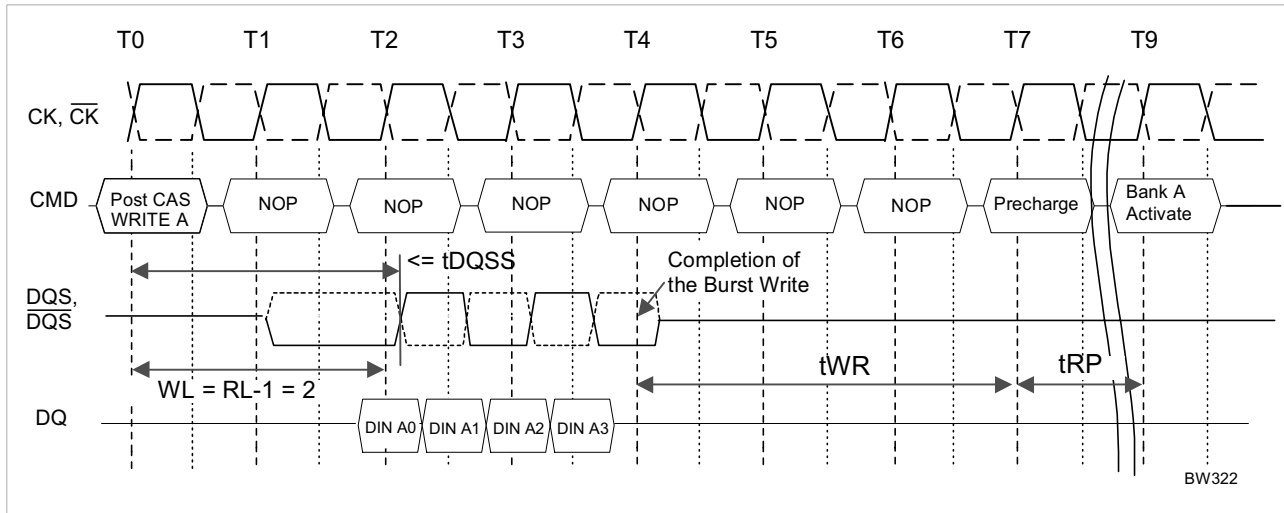 T0 T1 T2 T3 T4 T5 T6 T7 T9
CK, CK
CMD
Post CAS
WRITE A
NOP
NOP
NOP
NOP
NOP
NOP
Precharge
Bank A
Activate
<= tDQSS
Completion of
the Burst Write
DQS,
DQS
WL = RL-1 = 2
tWR
tRP
DQ
DIN A0
DIN A1
DIN A2
DIN A3
BW322